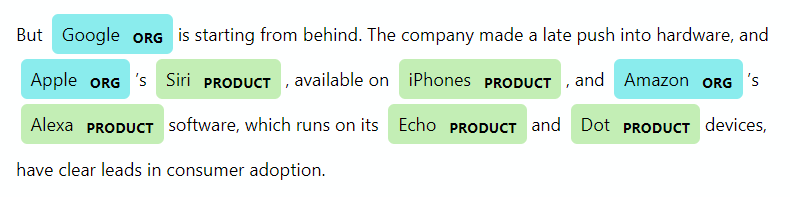 But Google ORG is starting from behind. The company made a late push into hardware, and
Apple ORG 's Siri PRODUCT , available on iPhones PRODUCT , and Amazon ORG 's
Alexa PRODUCT software, which runs on its Echo PRODUCT and Dot PRODUCT devices,
have clear leads in consumer adoption.